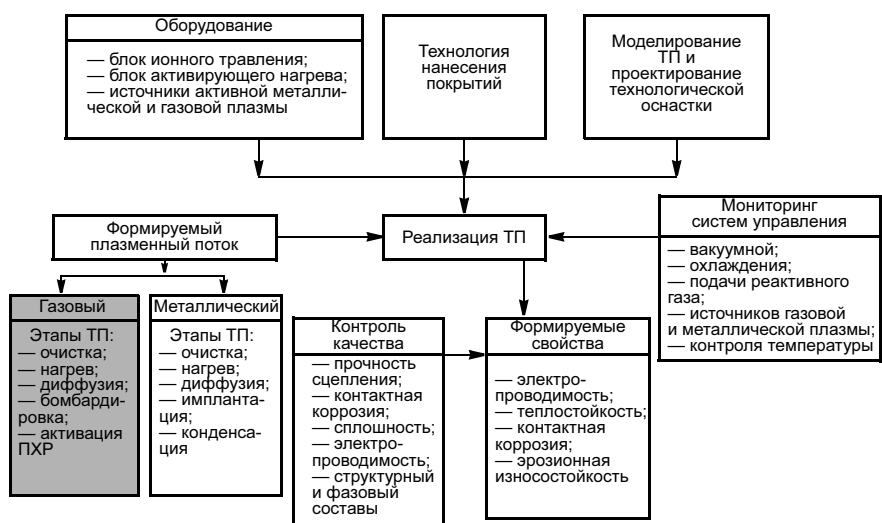 Оборудование
— блок ионного травления;
— блок активирующего нагрева;
— источники активной металли-
ческой и газовой плазмы
Технология
нанесения
покрытий
Моделирование
ТП и
проектирование
технологической
оснастки
Формируемый
плазменный поток
Реализация ТП
Мониторинг
систем управления
— вакуумной;
— охлаждения;
— подачи реактивного
газа;
— источников газовой
и металлической плазмы;
— контроля температуры
Газовый
Этапы ТП:
— очистка;
— нагрев;
— диффузия;
— бомбарди-
ровка;
— активация
ПХР
Металлический
Этапы ТП:
— очистка;
— нагрев;
— диффузия;
— имплента-
ция;
— конденса-
ция
Контроль
качества
— прочность
сцепления;
— контактная
коррозия;
— сплошность;
— электро-
проводимость;
— структурный
и фазовый
составы
Формируемые
свойства
— электро-
проводимость;
— теплостойкость;
— контактная
коррозия;
— эрозионная
износостойкость